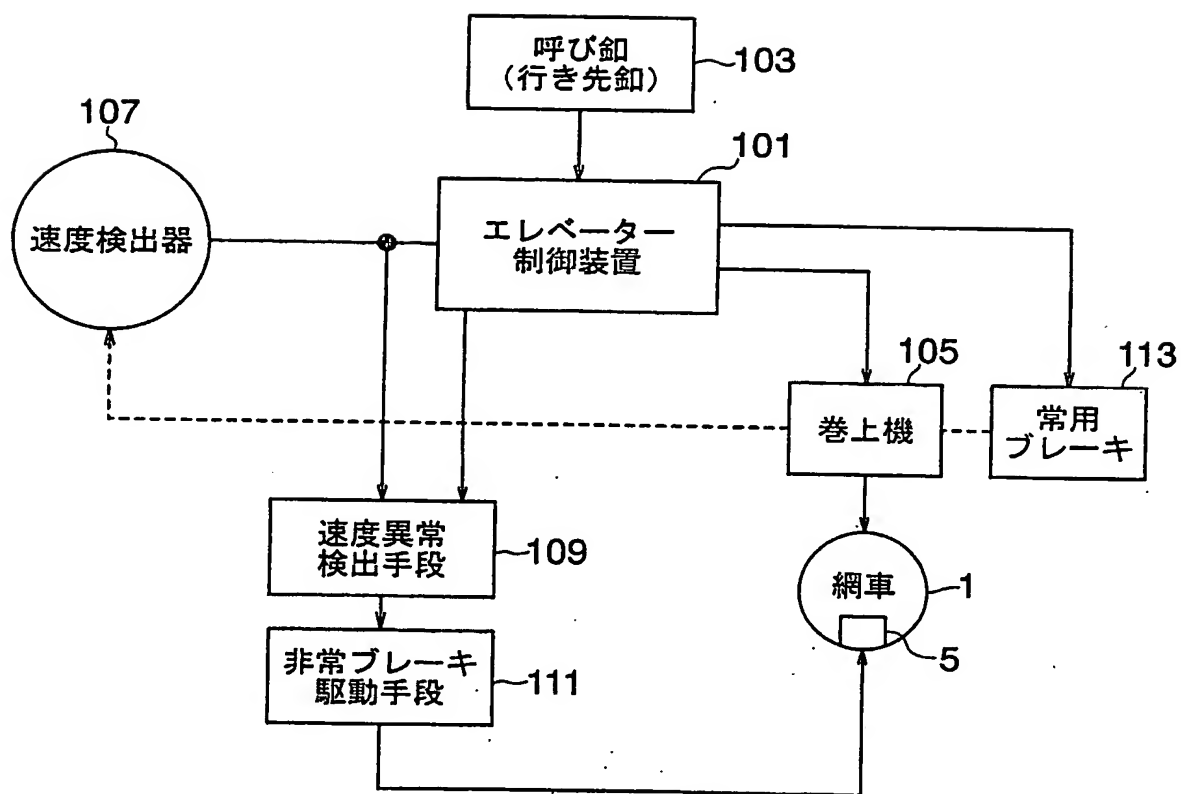 呼び釦
(行き先釦)
103
107
101
速度検出器
エレベーター
制御装置
105
113
巻上機
常用
ブレーキ
速度異常
検出手段
109
網車
1
5
非常ブレーキ
駆動手段
111